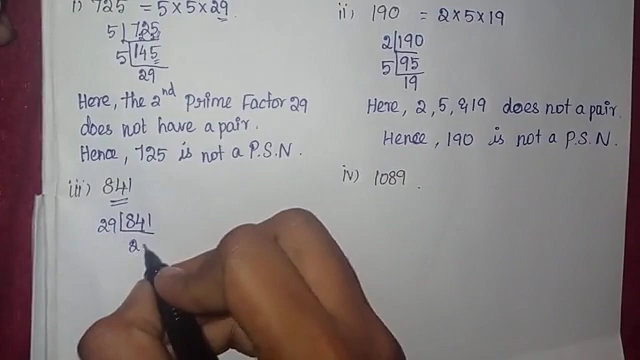 i) 725 = 5×5×29
5 725
5 145
29
Here, the 2nd Prime Factor 29
does not have a pair.
Hence, 725 is not a P.S.N.
ii) 190 = 2×5×19
2 190
5 95
19
Here, 2, 5, &19 does not a pair.
Hence, 190 is not a P.S.N.
iii) 841
29 841
2
iv) 1089.